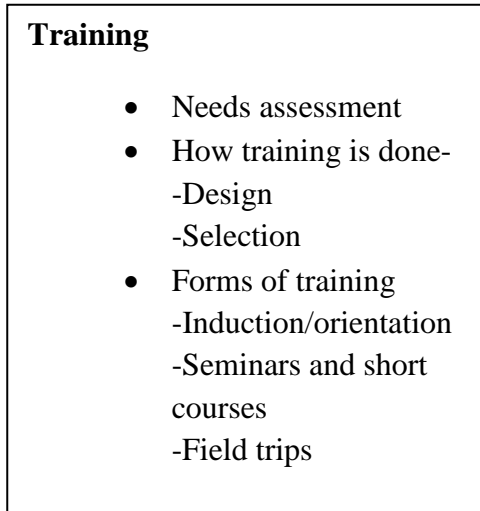 Training
• Needs assessment
• How training is done-
-Design
-Selection
• Forms of training
-Induction/orientation
-Seminars and short
courses
-Field trips